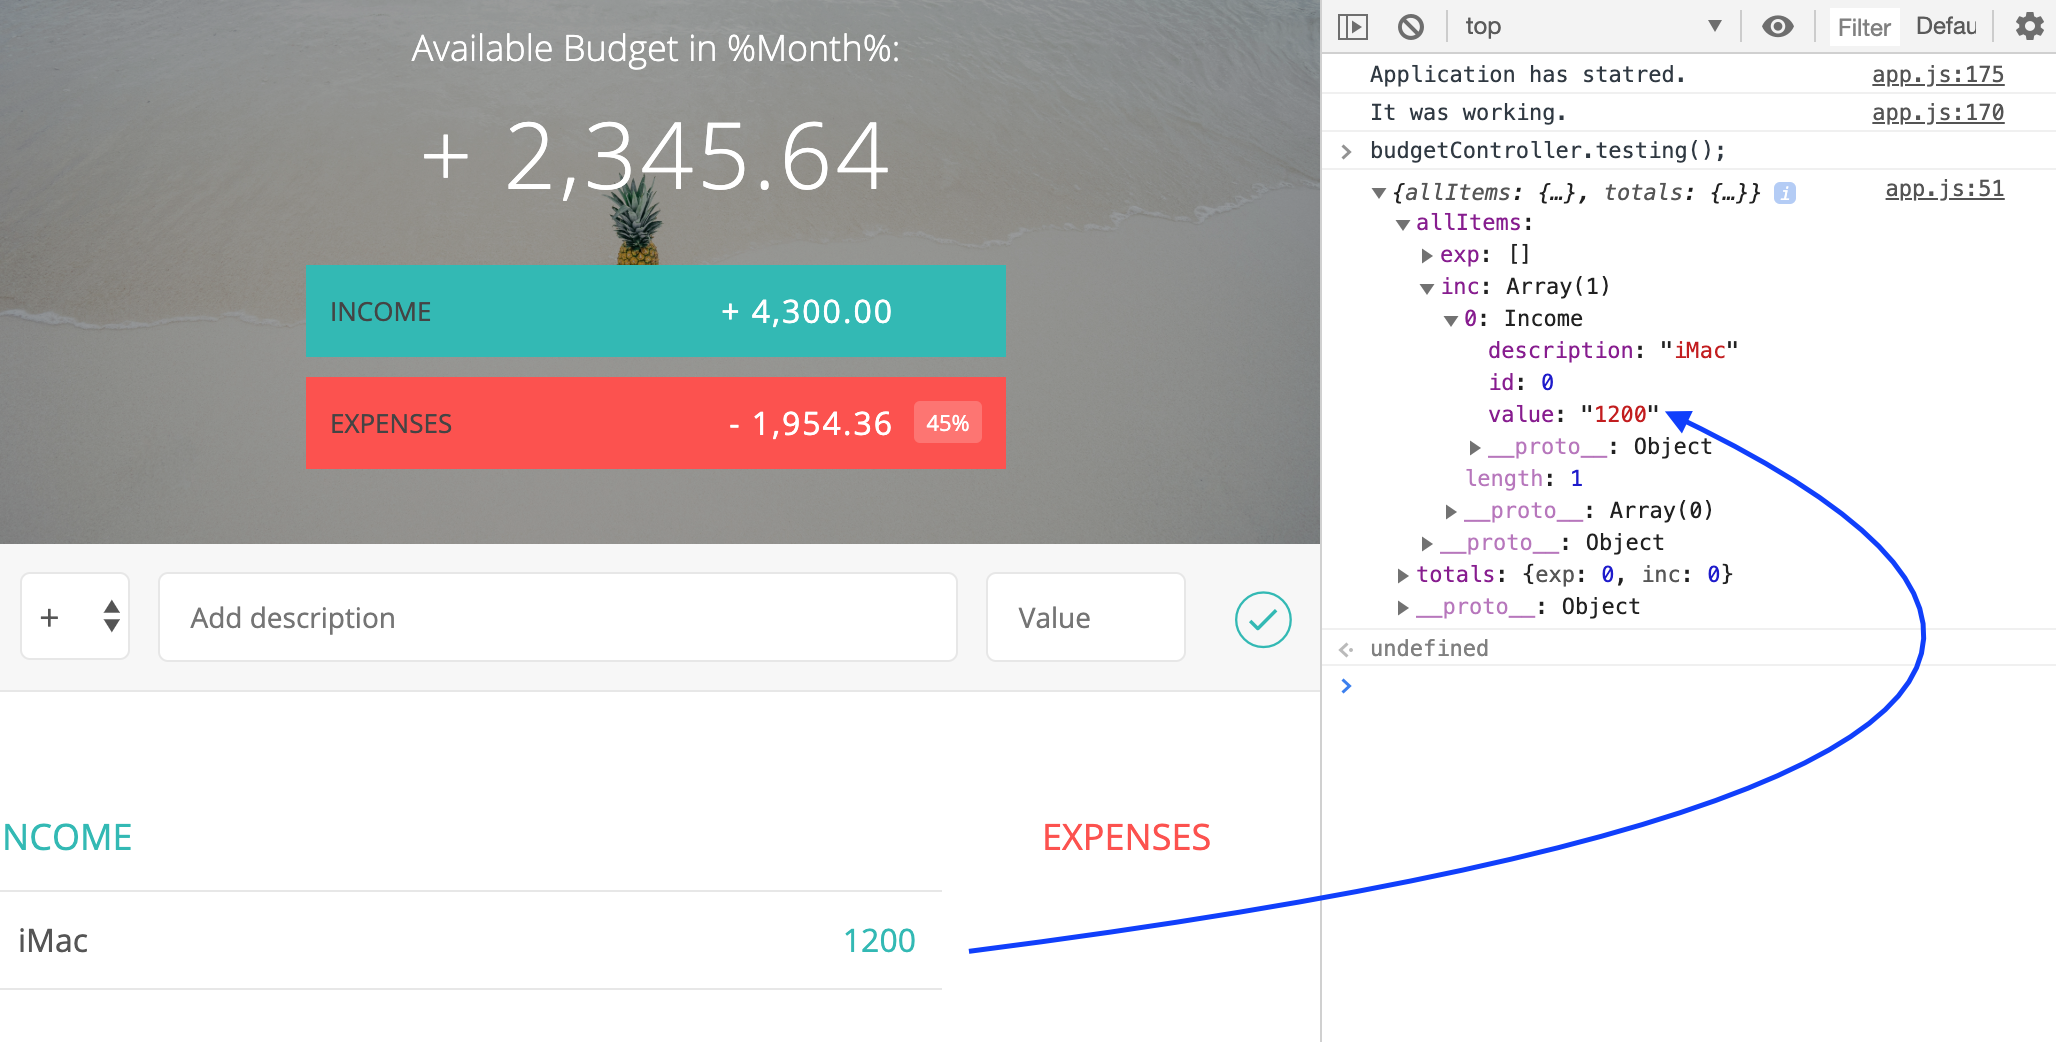 Available Budget in %Month%:
+ 2,345.64
INCOME + 4,300.00
EXPENSES - 1,954.36 45%
+ Add description Value
NCOME EXPENSES
iMac 1200
top Filter Defau
Application has statred. app.js:175
It was working. app.js:170
> budgetController.testing();
{allItems: {…}, totals: {…}} i app.js:51
allItems:
exp: []
inc: Array(1)
0: Income
description: "iMac"
id: 0
value: "1200"
__proto__: Object
length: 1
__proto__: Array(0)
__proto__: Object
totals: {exp: 0, inc: 0}
__proto__: Object
undefined
>